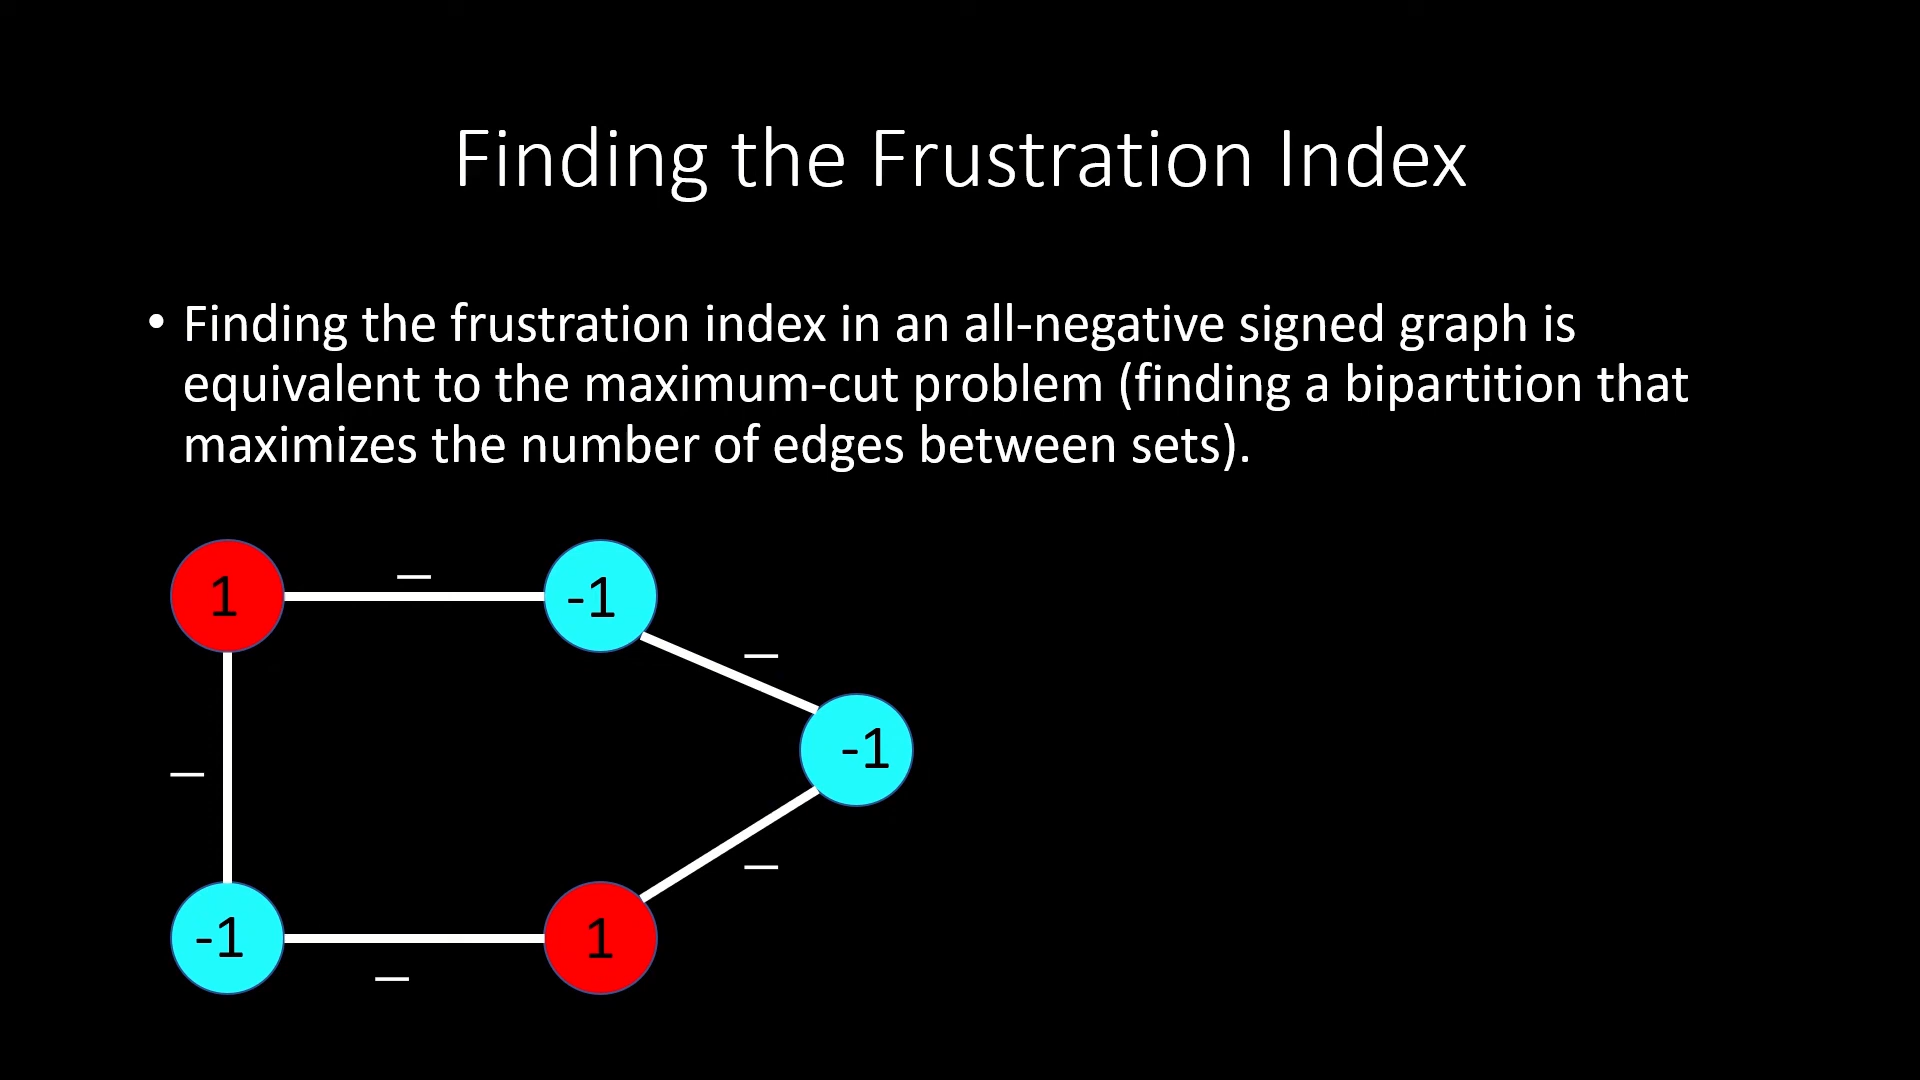 Finding the Frustration Index
• Finding the frustration index in an all-negative signed graph is
equivalent to the maximum-cut problem (finding a bipartition that
maximizes the number of edges between sets).
1 – -1
–
-1
– –
-1 1
–